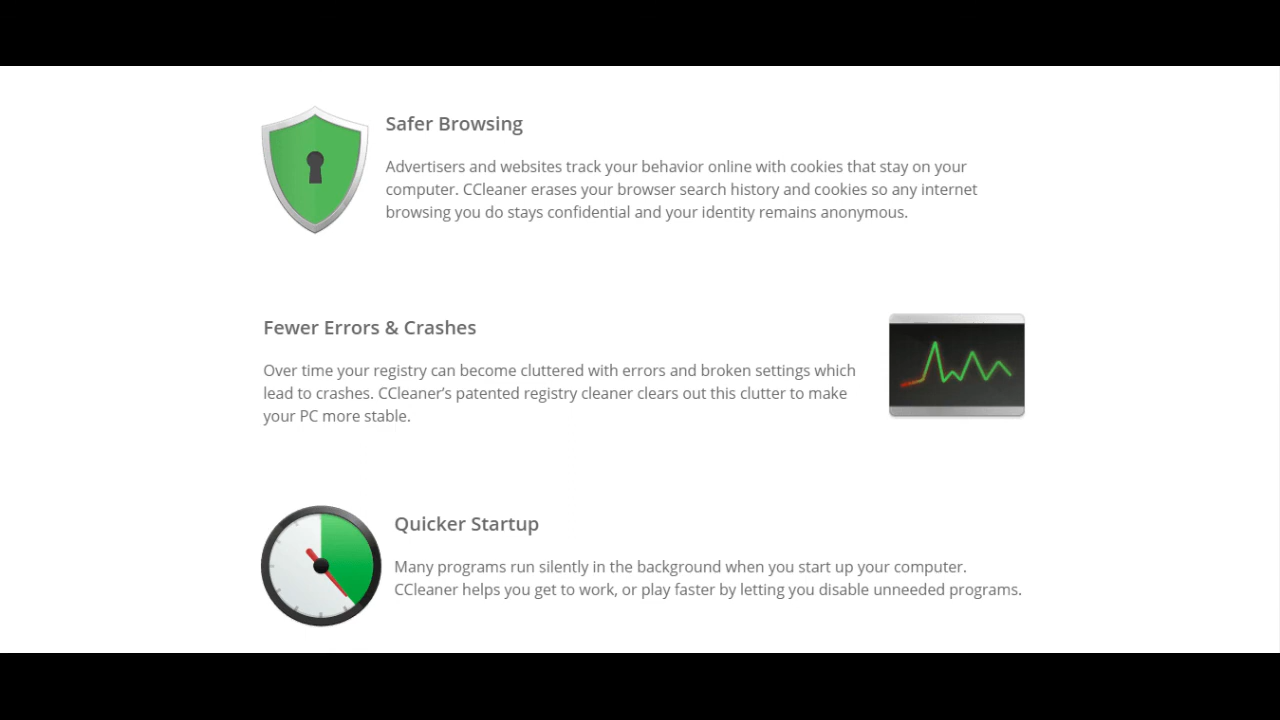 Safer Browsing
Advertisers and websites track your behavior online with cookies that stay on your
computer. CCleaner erases your browser search history and cookies so any internet
browsing you do stays confidential and your identity remains anonymous.
Fewer Errors & Crashes
Over time your registry can become cluttered with errors and broken settings which
lead to crashes. CCleaner’s patented registry cleaner clears out this clutter to make
your PC more stable.
Quicker Startup
Many programs run silently in the background when you start up your computer.
CCleaner helps you get to work, or play faster by letting you disable unneeded programs.